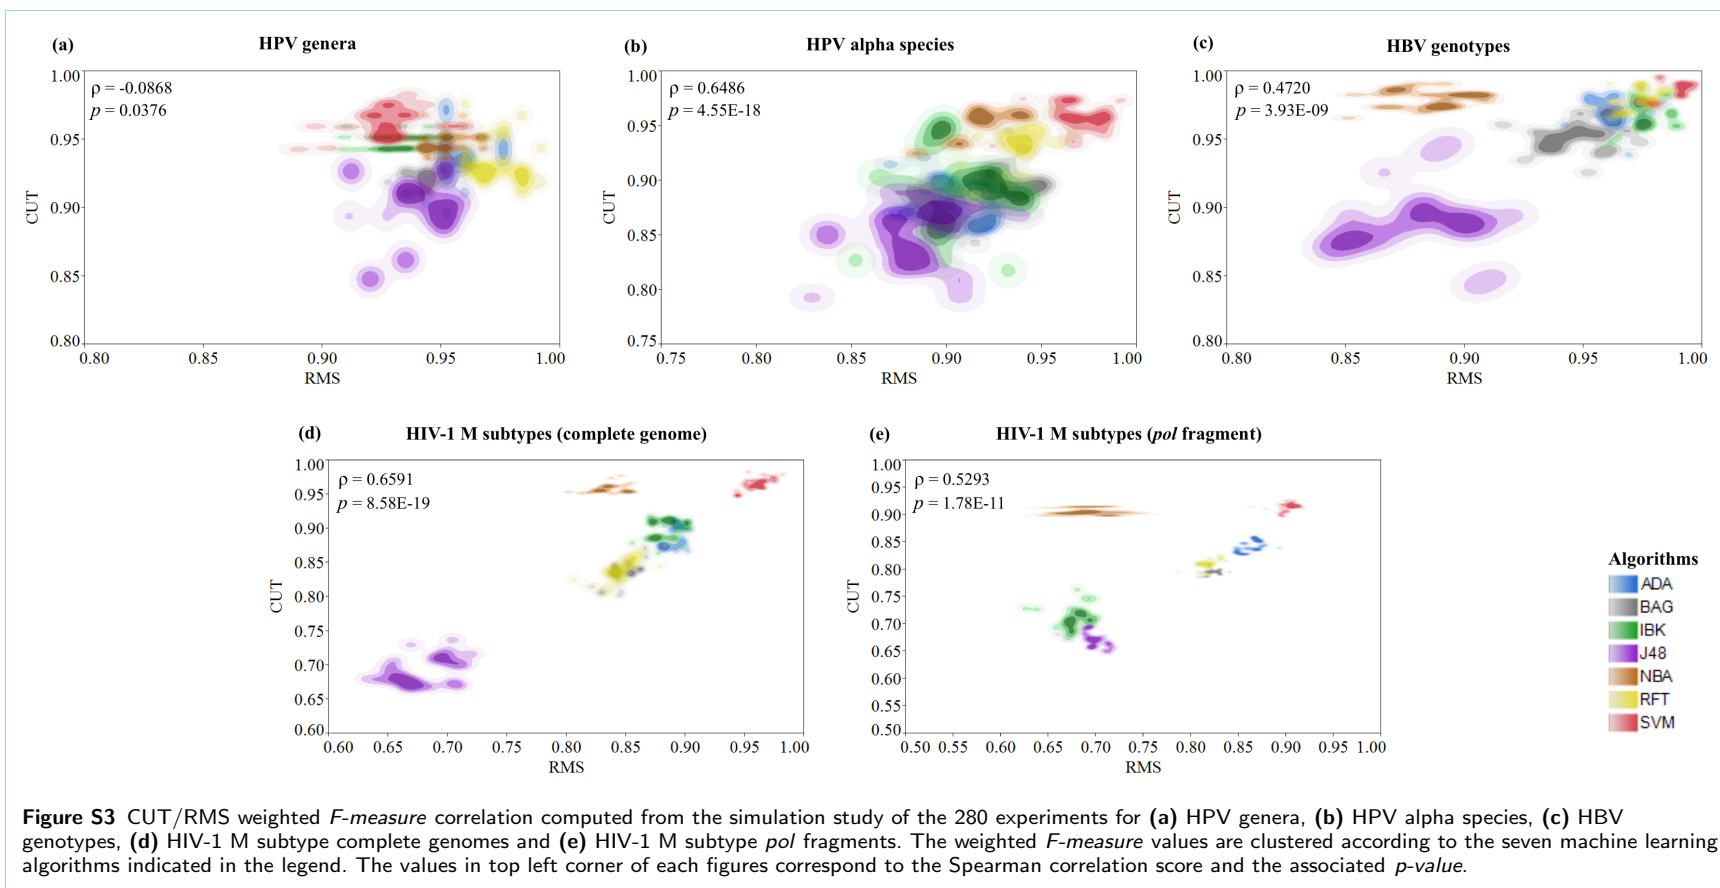 (a) HPV genera
ρ = -0.0868
p = 0.0376
1.00
0.95
0.90
0.85
0.80
CUT
0.80 0.85 0.90 0.95 1.00
RMS
(b) HPV alpha species
ρ = 0.6486
p = 4.55E-18
1.00
0.95
0.90
0.85
0.80
0.75
CUT
0.75 0.80 0.85 0.90 0.95 1.00
RMS
(c) HBV genotypes
ρ = 0.4720
p = 3.93E-09
1.00
0.95
0.90
0.85
0.80
CUT
0.80 0.85 0.90 0.95 1.00
RMS
(d) HIV-1 M subtypes (complete genome)
ρ = 0.6591
p = 8.58E-19
1.00
0.95
0.90
0.85
0.80
0.75
0.70
0.65
0.60
CUT
0.60 0.65 0.70 0.80 0.85 0.90 0.95 1.00
RMS
(e) HIV-1 M subtypes (pol fragment)
ρ = 0.5293
p = 1.78E-11
1.00
0.95
0.90
0.85
0.80
0.75
0.70
0.65
0.60
0.55
0.50
CUT
0.50 0.55 0.60 0.65 0.70 0.75 0.80 0.85 0.90 0.95 1.00
RMS
Algorithms
ADA
BAG
IBK
J48
NBA
RFT
SVM
Figure S3 CUT/RMS weighted F-measure correlation computed from the simulation study of the 280 experiments for (a) HPV genera, (b) HPV alpha species, (c) HBV
genotypes, (d) HIV-1 M subtype complete genomes and (e) HIV-1 M subtype pol fragments. The weighted F-measure values are clustered according to the seven machine learning
algorithms indicated in the legend. The values in top left corner of each figures correspond to the Spearman correlation score and the associated p-value.